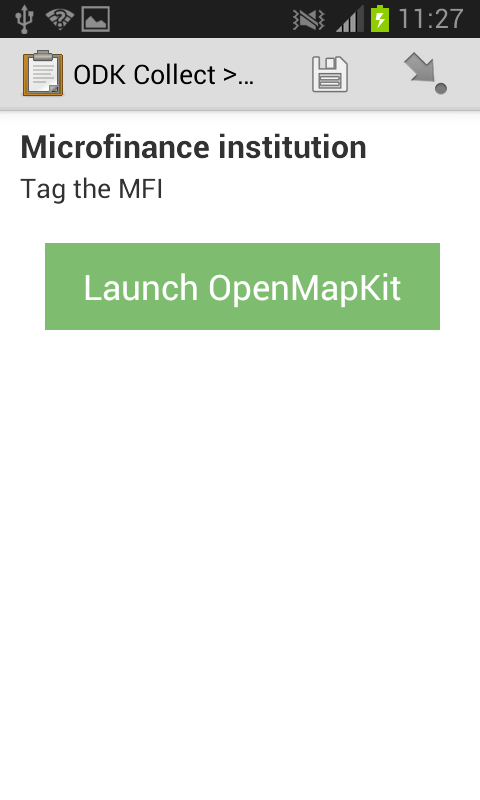 11:27
ODK Collect >...
Microfinance institution
Tag the MFI
Launch OpenMapKit